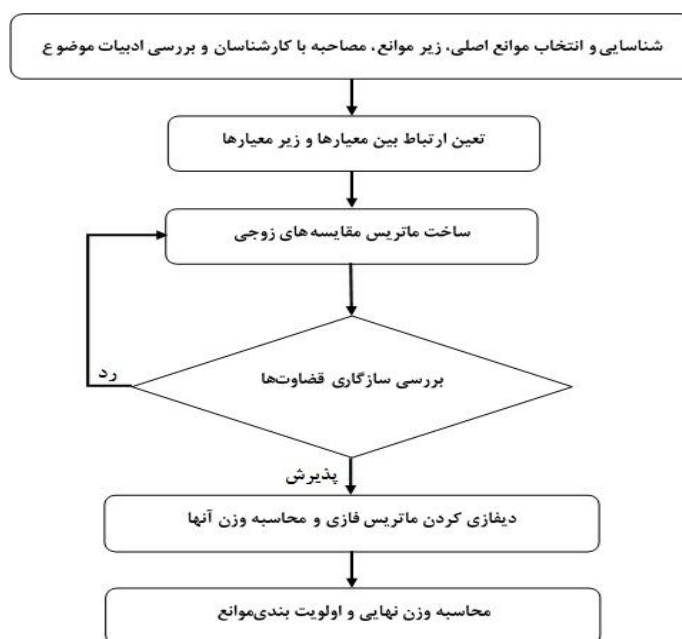 شناسایی و انتخاب موانع اصلی، زیر موانع، مصاحبه با کارشناسان و بررسی ادبیات موضوع
تعین ارتباط بین معیارها و زیر معیارها
ساخت ماتریس مقایسه های زوجی
بررسی سازگاری قضاوت‌ها
رد
پذیرش
دیفازی کردن ماتریس فازی و محاسبه وزن آنها
محاسبه وزن نهایی و اولویت بندی‌موانع